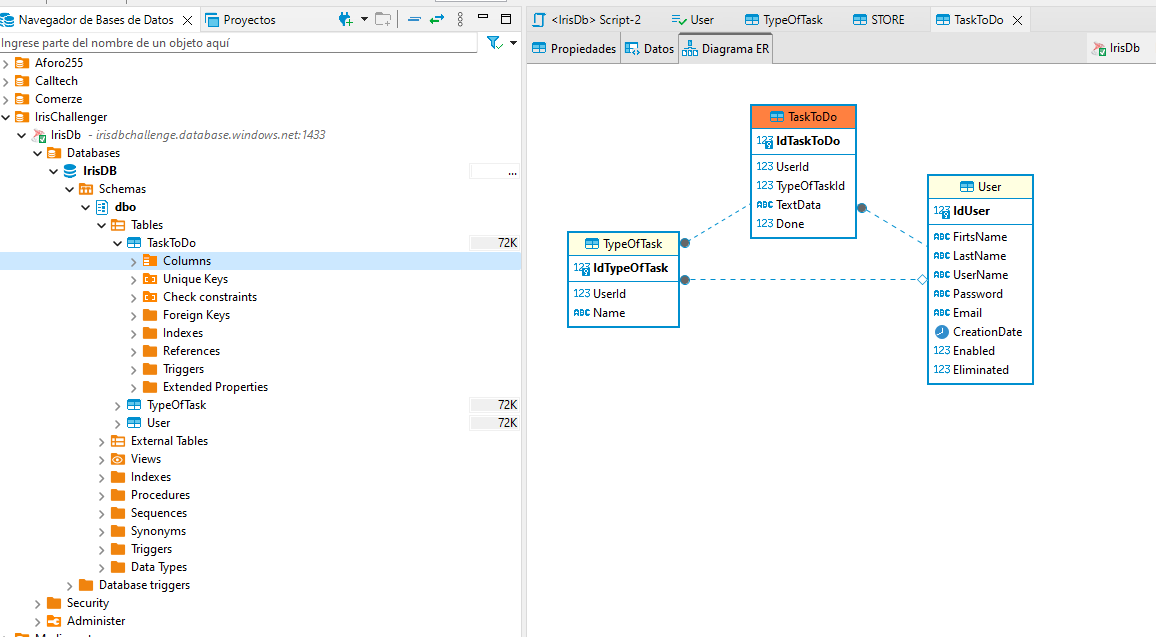 Navegador de Bases de Datos
Proyectos
Ingrese parte del nombre de un objeto aquí
Aforo255
Calltech
Comerze
IrisChallenger
IrisDb - irisdbchallenge.database.windows.net:1433
Databases
IrisDB
...
Schemas
dbo
Tables
TaskToDo
72K
Columns
Unique Keys
Check constraints
Foreign Keys
Indexes
References
Triggers
Extended Properties
TypeOfTask
72K
User
72K
External Tables
Views
Indexes
Procedures
Sequences
Synonyms
Triggers
Data Types
Database triggers
Security
Administer
<IrisDb> Script-2
User
TypeOfTask
STORE
TaskToDo
Propiedades
Datos
Diagrama ER
IrisDb
TaskToDo
123 IdTaskToDo
123 UserId
123 TypeOfTaskId
ABC TextData
123 Done
TypeOfTask
123 IdTypeOfTask
123 UserId
ABC Name
User
123 IdUser
ABC FirtsName
ABC LastName
ABC UserName
ABC Password
ABC Email
CreationDate
123 Enabled
123 Eliminated